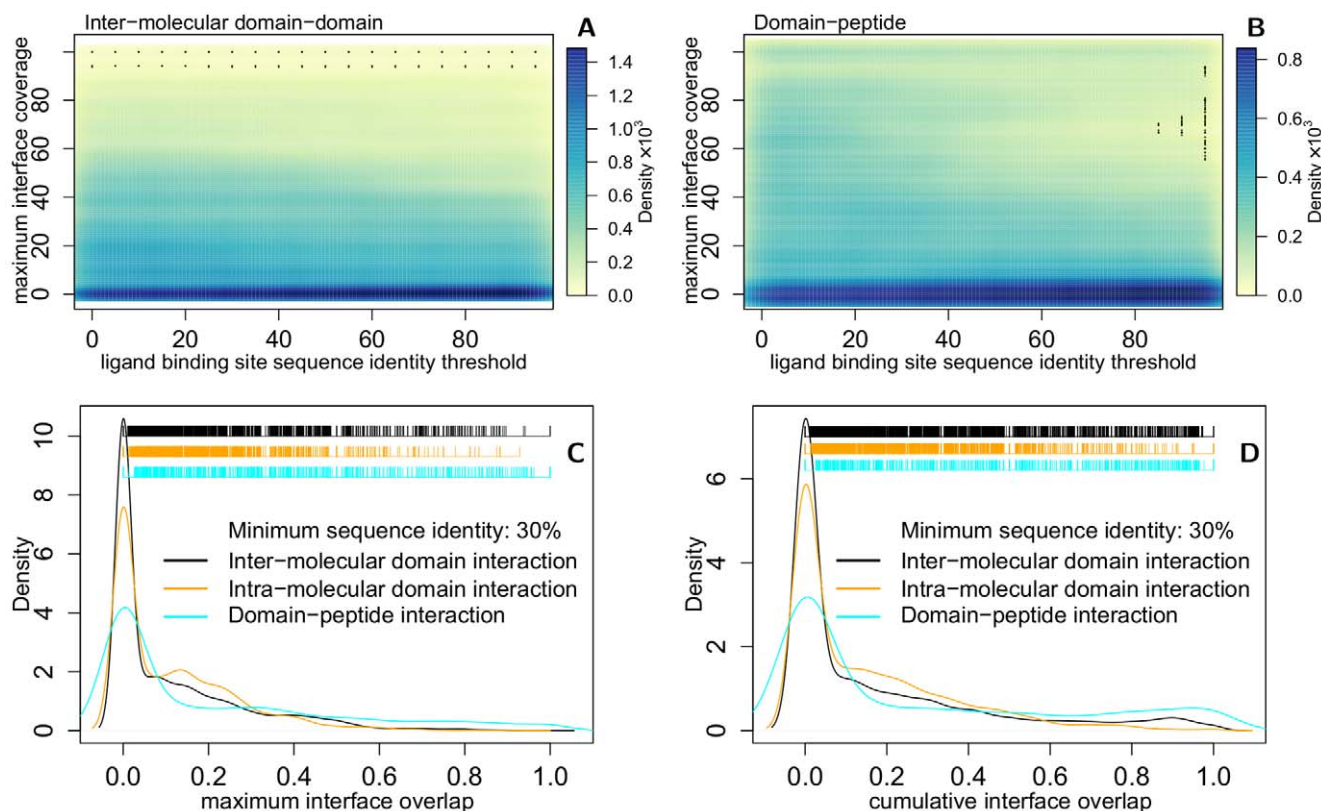 Inter−molecular domain−domain
A
maximum interface coverage
0 20 40 60 80
0 20 40 60 80
ligand binding site sequence identity threshold
0.0 0.2 0.4 0.6 0.8 1.0 1.2 1.4
Density ×10³
Domain−peptide
B
maximum interface coverage
0 20 40 60 80
0 20 40 60 80
ligand binding site sequence identity threshold
0.0 0.2 0.4 0.6 0.8
Density ×10³
C
Density
0 2 4 6 8 10
Minimum sequence identity: 30%
Inter−molecular domain interaction
Intra−molecular domain interaction
Domain−peptide interaction
0.0 0.2 0.4 0.6 0.8 1.0
maximum interface overlap
D
Density
0 2 4 6
Minimum sequence identity: 30%
Inter−molecular domain interaction
Intra−molecular domain interaction
Domain−peptide interaction
0.0 0.2 0.4 0.6 0.8 1.0
cumulative interface overlap